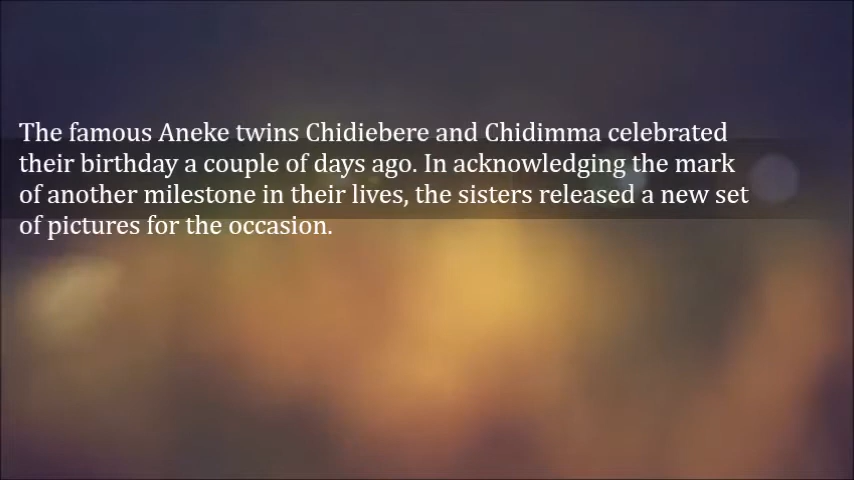 The famous Aneke twins Chidiebere and Chidimma celebrated
their birthday a couple of days ago. In acknowledging the mark
of another milestone in their lives, the sisters released a new set
of pictures for the occasion.